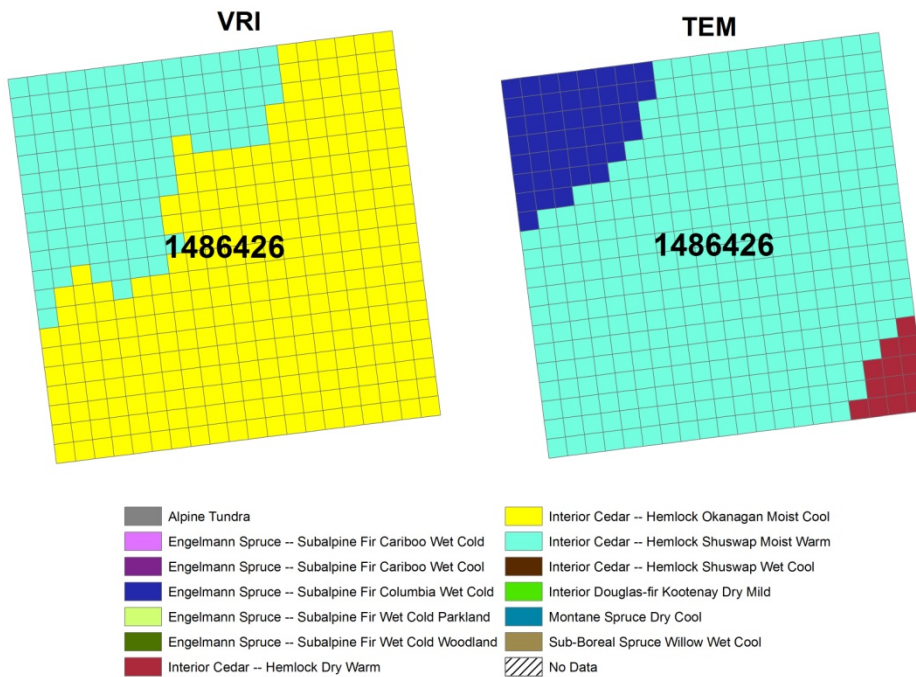 VRI
TEM
1486426
1486426
Alpine Tundra
Engelmann Spruce -- Subalpine Fir Cariboo Wet Cold
Engelmann Spruce -- Subalpine Fir Cariboo Wet Cool
Engelmann Spruce -- Subalpine Fir Columbia Wet Cold
Engelmann Spruce -- Subalpine Fir Wet Cold Parkland
Engelmann Spruce -- Subalpine Fir Wet Cold Woodland
Interior Cedar -- Hemlock Dry Warm
Interior Cedar -- Hemlock Okanagan Moist Cool
Interior Cedar -- Hemlock Shuswap Moist Warm
Interior Cedar -- Hemlock Shuswap Wet Cool
Interior Douglas-fir Kootenay Dry Mild
Montane Spruce Dry Cool
Sub-Boreal Spruce Willow Wet Cool
No Data